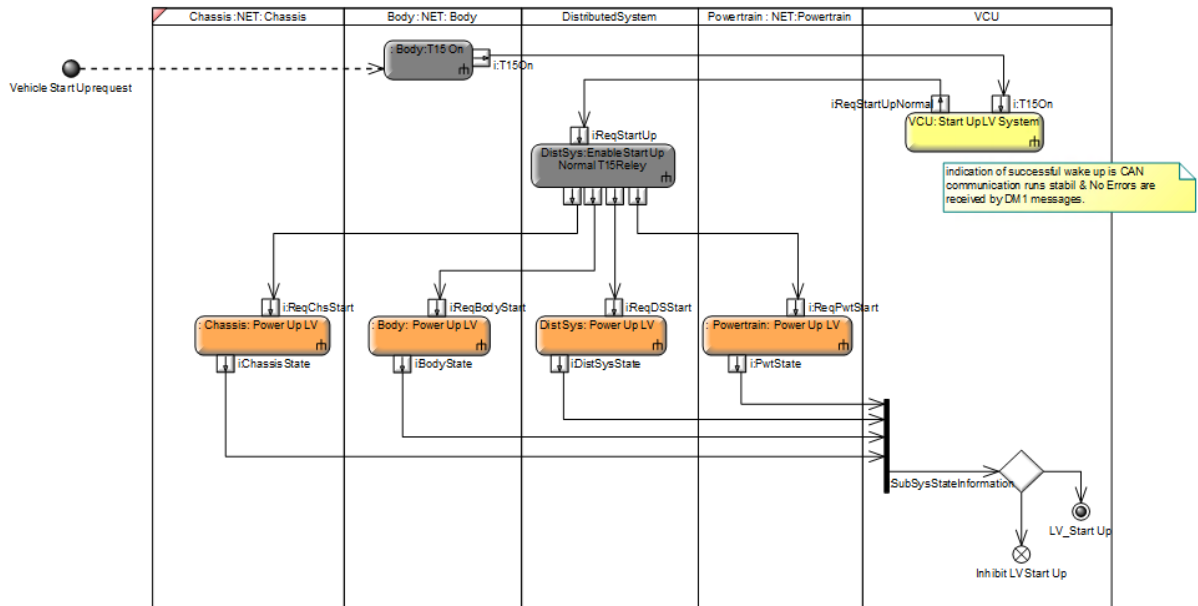 Chassis:NET:Chassis
Body:NET:Body
DistributedSystem
Powertrain : NET:Powertrain
VCU
: Body:T15 On
i:T15On
Vehicle Start Up request
i:ReqStartUpNormal
i:T15On
VCU: Start Up LV System
i:ReqStartUp
DistSys:Enable Start Up
Normal T15Reley
indication of successful wake up is CAN
communication runs stabil & No Errors are
received by DM1 messages.
i:ReqChsStart
i:ReqBodyStart
i:ReqDSStart
i:ReqPwtStart
: Chassis: Power Up LV
: Body: Power Up LV
DistSys: Power Up LV
: Powertrain: Power Up LV
i:ChassisState
i:BodyState
i:DistSysState
i:PwtState
SubSysStateInformation
LV_Start Up
Inhibit LV Start Up